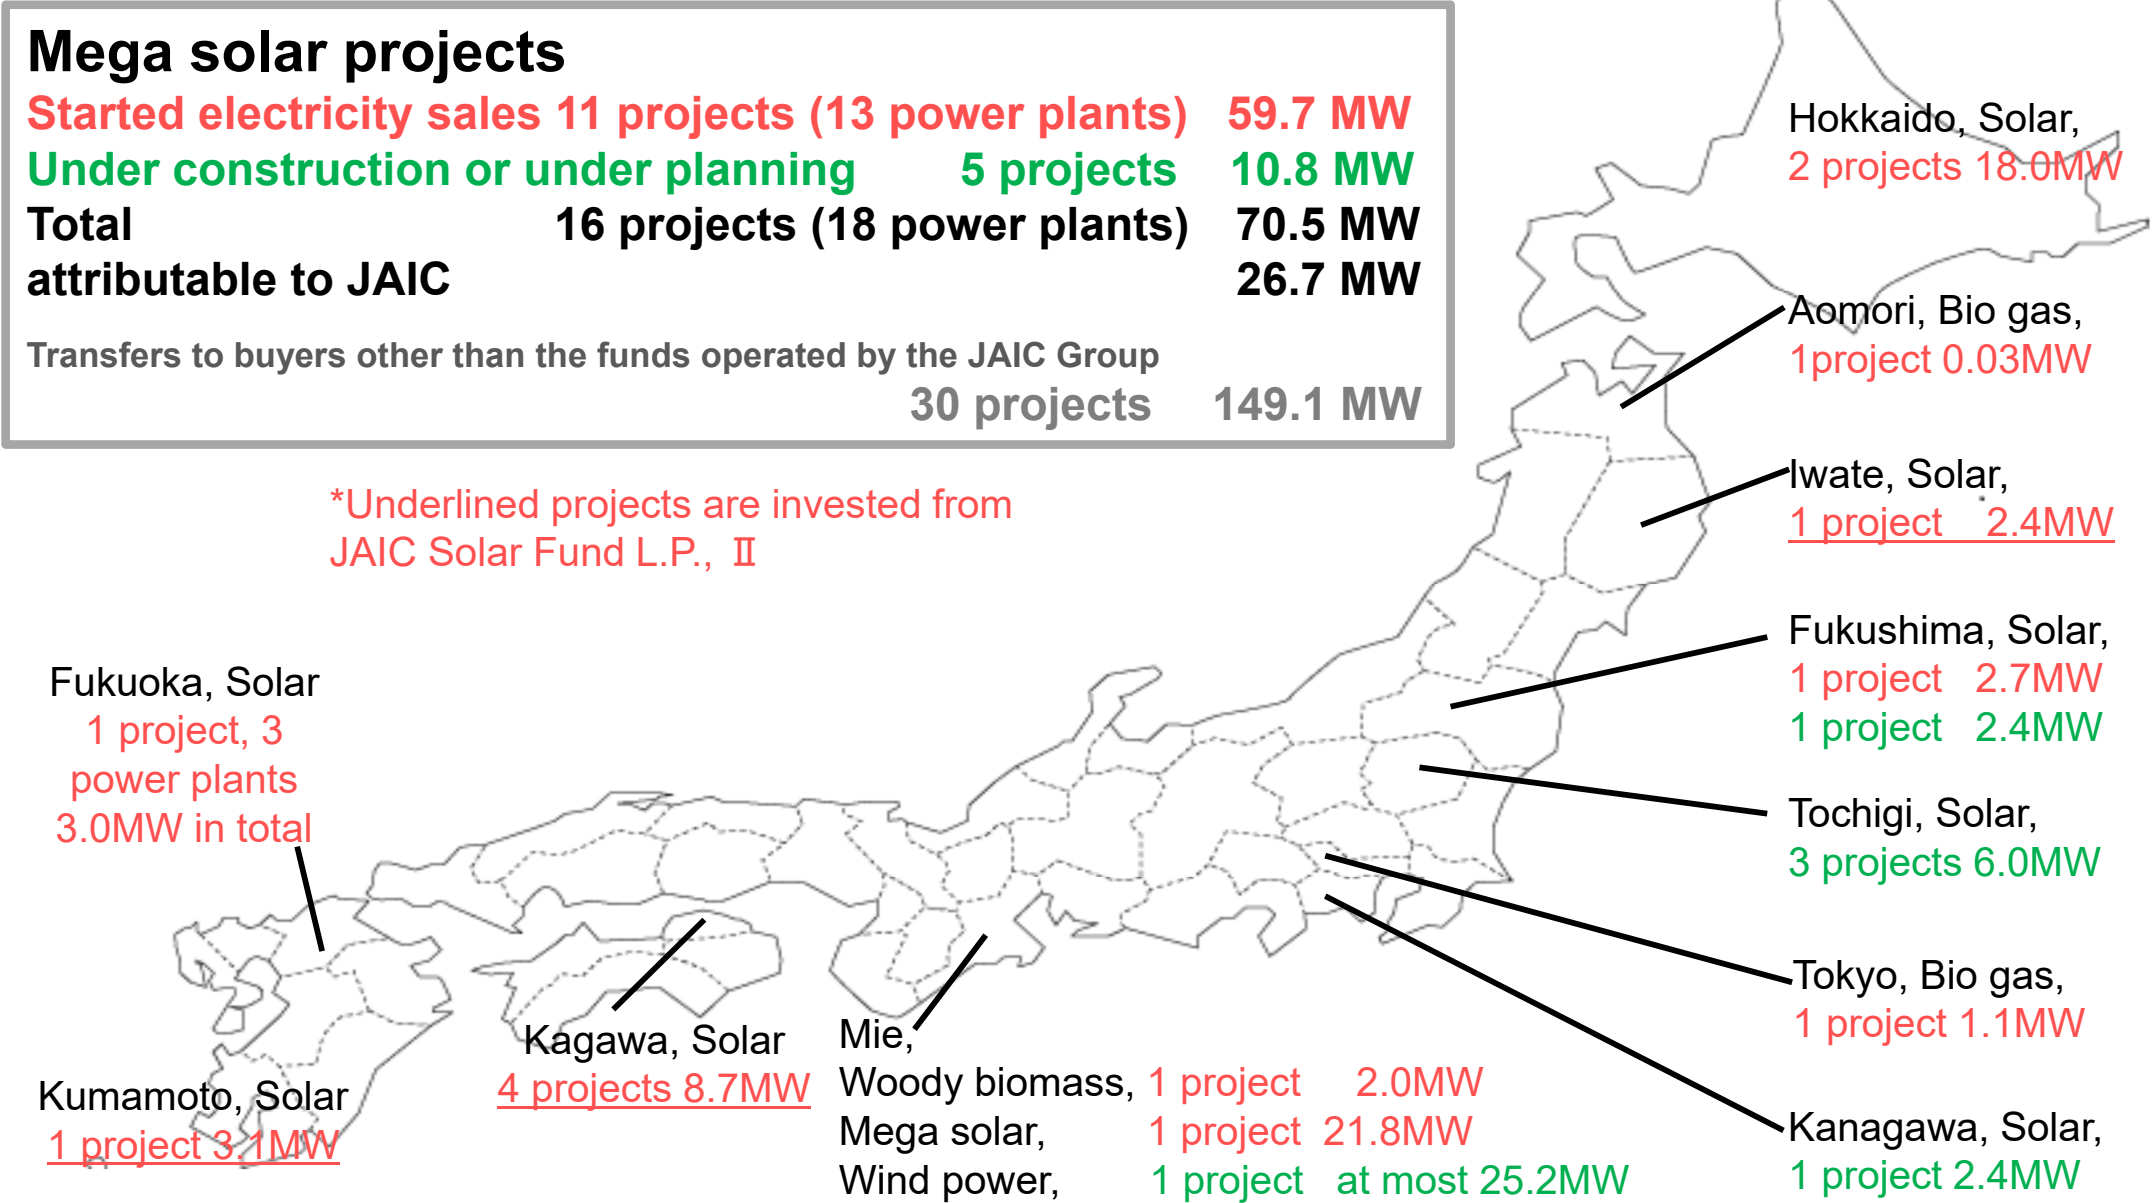 Mega solar projects
Started electricity sales 11 projects (13 power plants) 59.7 MW
Under construction or under planning 5 projects 10.8 MW
Total 16 projects (18 power plants) 70.5 MW
attributable to JAIC 26.7 MW
Transfers to buyers other than the funds operated by the JAIC Group
30 projects 149.1 MW
*Underlined projects are invested from
JAIC Solar Fund L.P., Ⅱ
Hokkaido, Solar,
2 projects 18.0MW
Aomori, Bio gas,
1project 0.03MW
Iwate, Solar,
1 project 2.4MW
Fukushima, Solar,
1 project 2.7MW
1 project 2.4MW
Tochigi, Solar,
3 projects 6.0MW
Tokyo, Bio gas,
1 project 1.1MW
Kanagawa, Solar,
1 project 2.4MW
Fukuoka, Solar
1 project, 3
power plants
3.0MW in total
Kumamoto, Solar
1 project 3.1MW
Kagawa, Solar
4 projects 8.7MW
Mie,
Woody biomass, 1 project 2.0MW
Mega solar, 1 project 21.8MW
Wind power, 1 project at most 25.2MW